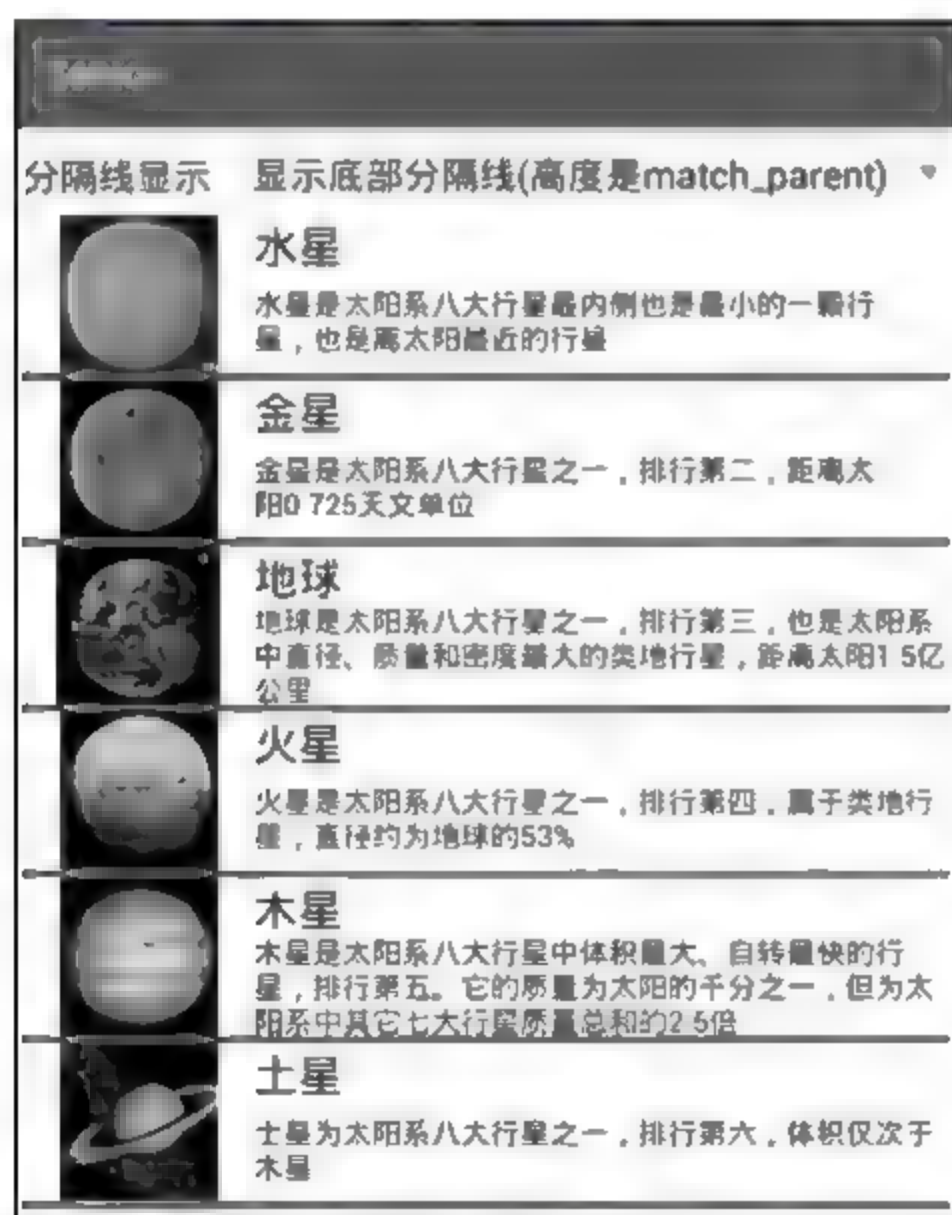 分隔线显示 显示底部分隔线(高度是match_parent)
水星
水星是太阳系八大行星最内侧也是最小的一颗行
星，也是离太阳最近的行星
金星
金星是太阳系八大行星之一，排行第二，距离太
阳0.725天文单位
地球
地球是太阳系八大行星之一，排行第三，也是太阳系
中直径、质量和密度最大的类地行星，距离太阳1.5亿
公里
火星
火星是太阳系八大行星之一，排行第四，属于类地行
星，直径约为地球的53%
木星
木星是太阳系八大行星中体积最大、自转最快的行
星，排行第五。它的质量为太阳的千分之一，但为太
阳系中其它七大行星质量总和的2.5倍
土星
土星为太阳系八大行星之一，排行第六，体积仅次于
木星